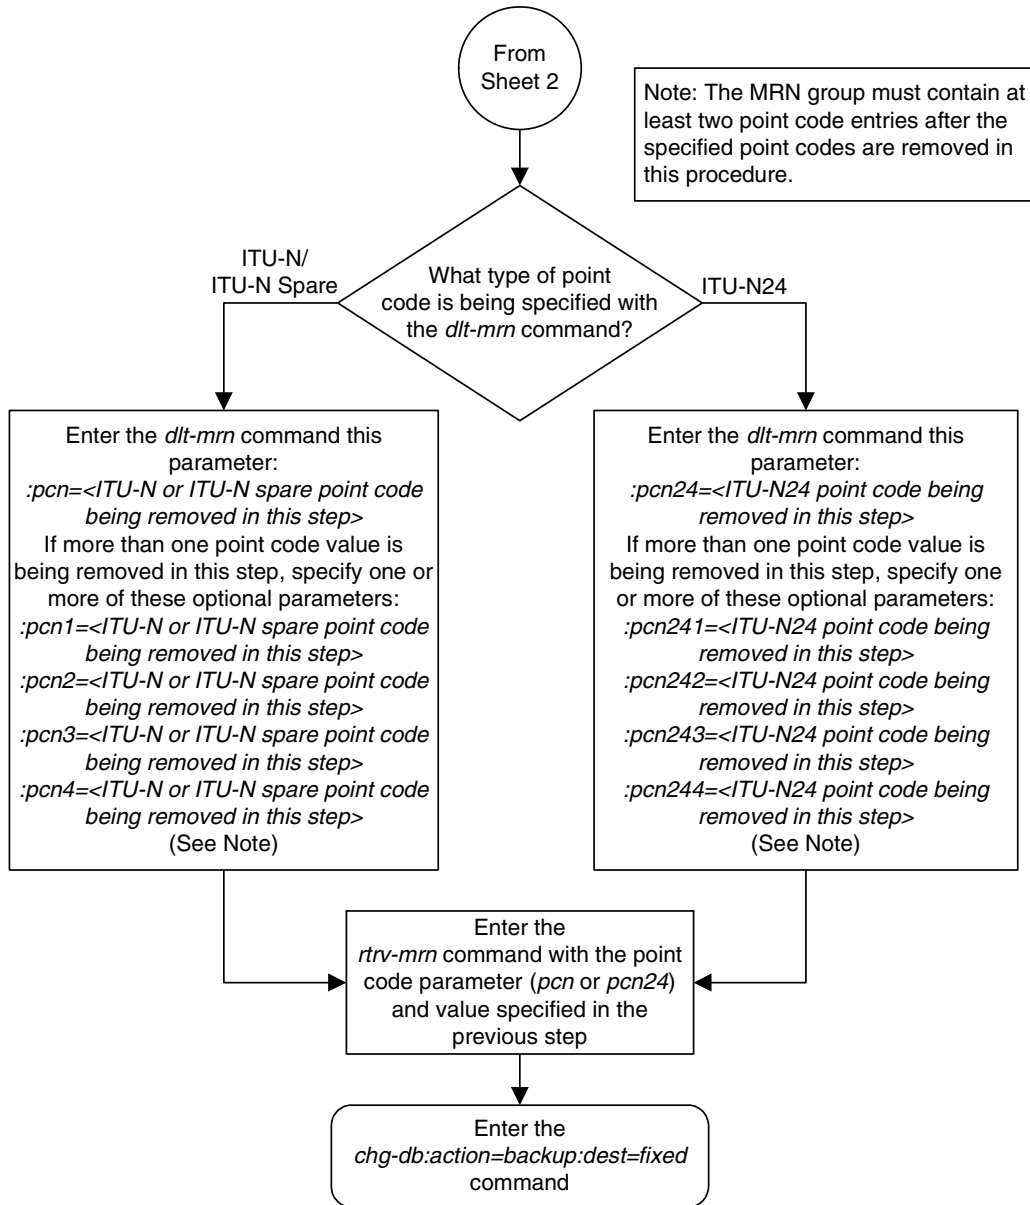 From
Sheet 2
Note: The MRN group must contain at
least two point code entries after the
specified point codes are removed in
this procedure.
What type of point
code is being specified with
the dlt-mrn command?
ITU-N/
ITU-N Spare
ITU-N24
Enter the dlt-mrn command this
parameter:
:pcn=<ITU-N or ITU-N spare point code
being removed in this step>
If more than one point code value is
being removed in this step, specify one or
more of these optional parameters:
:pcn1=<ITU-N or ITU-N spare point code
being removed in this step>
:pcn2=<ITU-N or ITU-N spare point code
being removed in this step>
:pcn3=<ITU-N or ITU-N spare point code
being removed in this step>
:pcn4=<ITU-N or ITU-N spare point code
being removed in this step>
(See Note)
Enter the dlt-mrn command this
parameter:
:pcn24=<ITU-N24 point code being
removed in this step>
If more than one point code value is
being removed in this step, specify one
or more of these optional parameters:
:pcn241=<ITU-N24 point code being
removed in this step>
:pcn242=<ITU-N24 point code being
removed in this step>
:pcn243=<ITU-N24 point code being
removed in this step>
:pcn244=<ITU-N24 point code being
removed in this step>
(See Note)
Enter the
rtrv-mrn command with the point
code parameter (pcn or pcn24)
and value specified in the
previous step
Enter the
chg-db:action=backup:dest=fixed
command